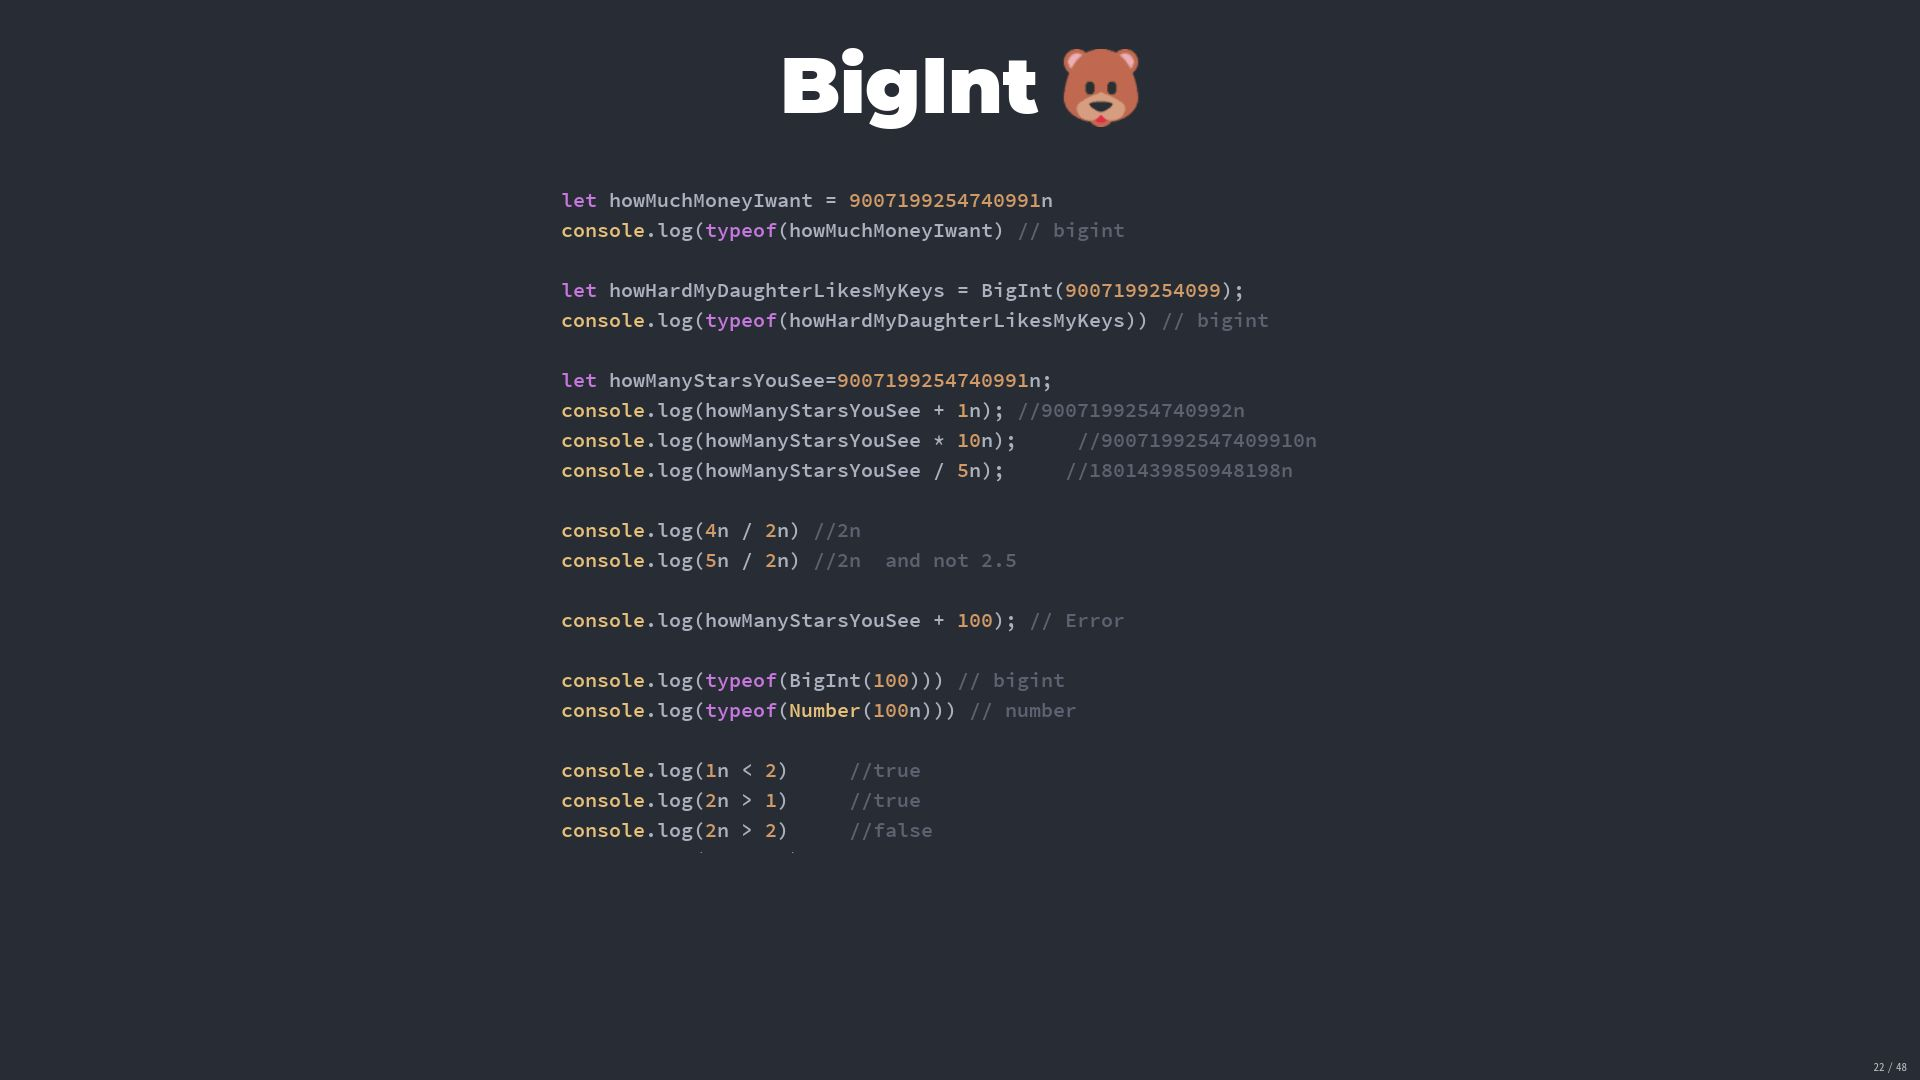 BigInt 🐻
let howMuchMoneyIwant = 9007199254740991n
console.log(typeof(howMuchMoneyIwant) // bigint
let howHardMyDaughterLikesMyKeys = BigInt(9007199254099);
console.log(typeof(howHardMyDaughterLikesMyKeys)) // bigint
let howManyStarsYouSee=9007199254740991n;
console.log(howManyStarsYouSee + 1n); //9007199254740992n
console.log(howManyStarsYouSee * 10n);     //90071992547409910n
console.log(howManyStarsYouSee / 5n);     //1801439850948198n
console.log(4n / 2n) //2n
console.log(5n / 2n) //2n  and not 2.5
console.log(howManyStarsYouSee + 100); // Error
console.log(typeof(BigInt(100))) // bigint
console.log(typeof(Number(100n))) // number
console.log(1n < 2)     //true
console.log(2n > 1)     //true
console.log(2n > 2)     //false
22 / 48